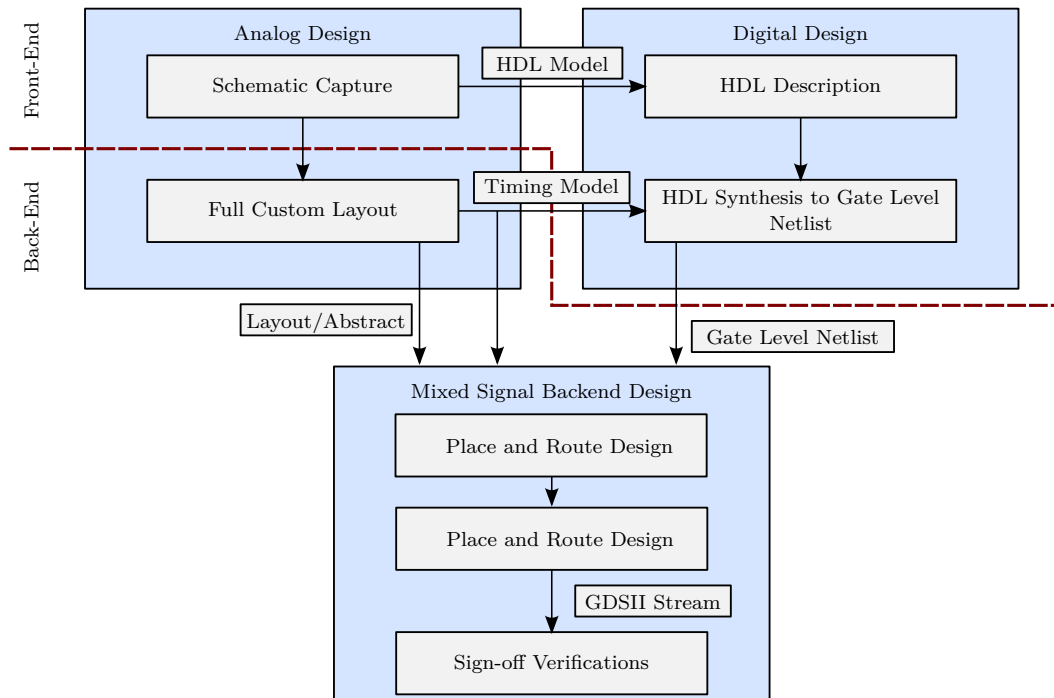 Front-End
Analog Design
Digital Design
HDL Model
Schematic Capture
HDL Description
Back-End
Timing Model
Full Custom Layout
HDL Synthesis to Gate Level
Netlist
Layout/Abstract
Gate Level Netlist
Mixed Signal Backend Design
Place and Route Design
Place and Route Design
GDSII Stream
Sign-off Verifications